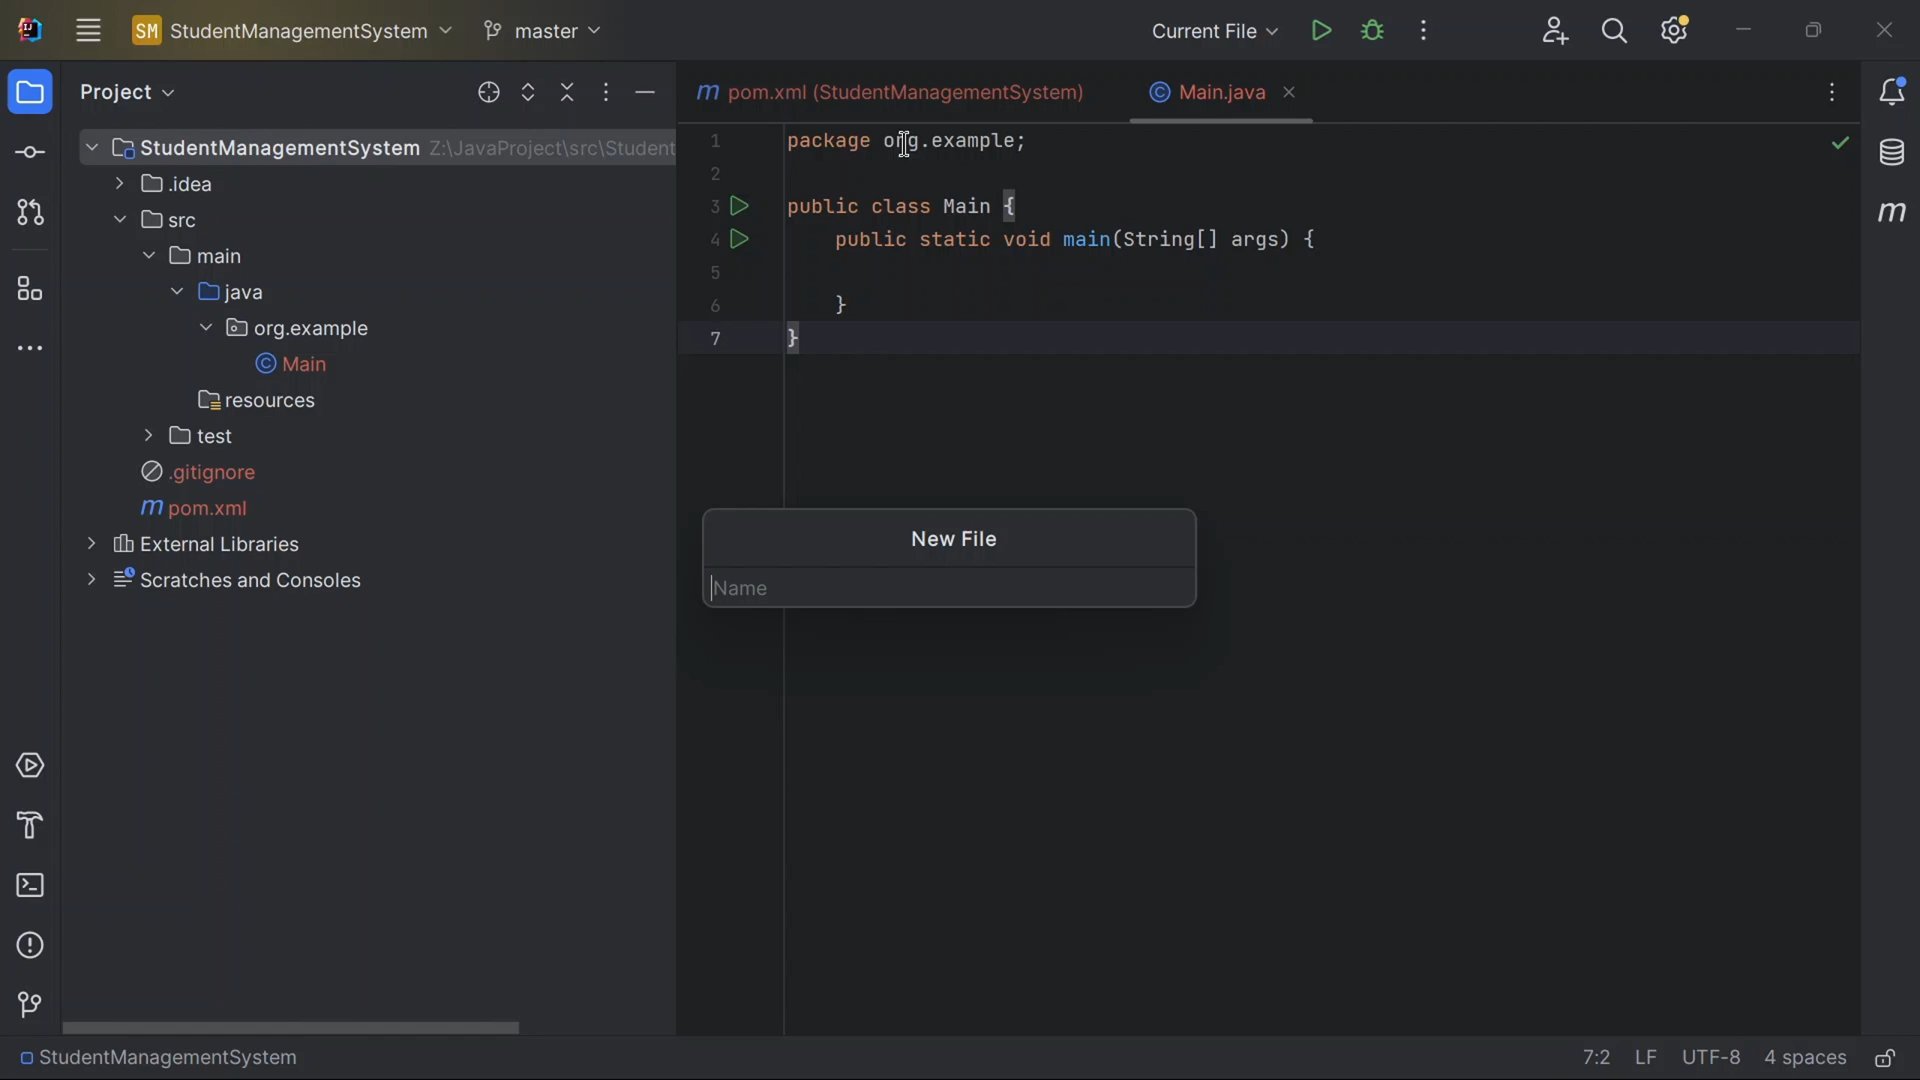 SM StudentManagementSystem master Current File
Project
m pom.xml (StudentManagementSystem) Main.java
StudentManagementSystem Z:\JavaProject\src\Student
.idea
src
main
java
org.example
Main
resources
test
.gitignore
m pom.xml
External Libraries
Scratches and Consoles
1 package org.example;
2
3 public class Main {
4 public static void main(String[] args) {
5
6 }
7 }
New File
Name
m
StudentManagementSystem 7:2 LF UTF-8 4 spaces